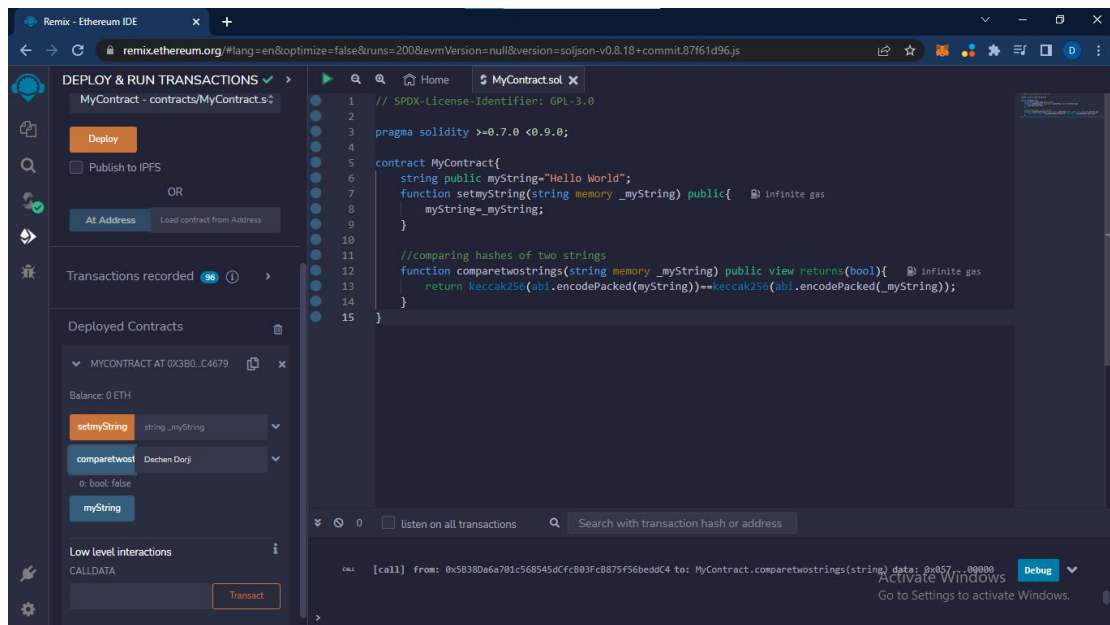 Remix - Ethereum IDE
remix.ethereum.org/#lang=en&optimize=false&runs=200&evmVersion=null&version=soljson-v0.8.18+commit.87f61d96.js
D
DEPLOY & RUN TRANSACTIONS
MyContract - contracts/MyContract.s
Deploy
Publish to IPFS
OR
At Address Load contract from Address
Transactions recorded 96 i
Deployed Contracts
MYCONTRACT AT 0X3B0...C4679
Balance: 0 ETH
setmyString string _myString
comparetwost Dechen Dorji
0: bool: false
myString
Low level interactions i
CALLDATA
Transact
Home MyContract.sol
1 // SPDX-License-Identifier: GPL-3.0
2
3 pragma solidity >=0.7.0 <0.9.0;
4
5 contract MyContract{
6 string public myString="Hello World";
7 function setmyString(string memory _myString) public{ infinite gas
8 myString=_myString;
9 }
10
11 //comparing hashes of two strings
12 function comparetwostrings(string memory _myString) public view returns(bool){ infinite gas
13 return keccak256(abi.encodePacked(myString))==keccak256(abi.encodePacked(_myString));
14 }
15 }
0 listen on all transactions Search with transaction hash or address
CALL [call] from: 0x5B38Da6a701c568545dCfcB03FcB875f56beddC4 to: MyContract.comparetwostrings(string) data: 0x057...00000 Debug
>
Activate Windows
Go to Settings to activate Windows.